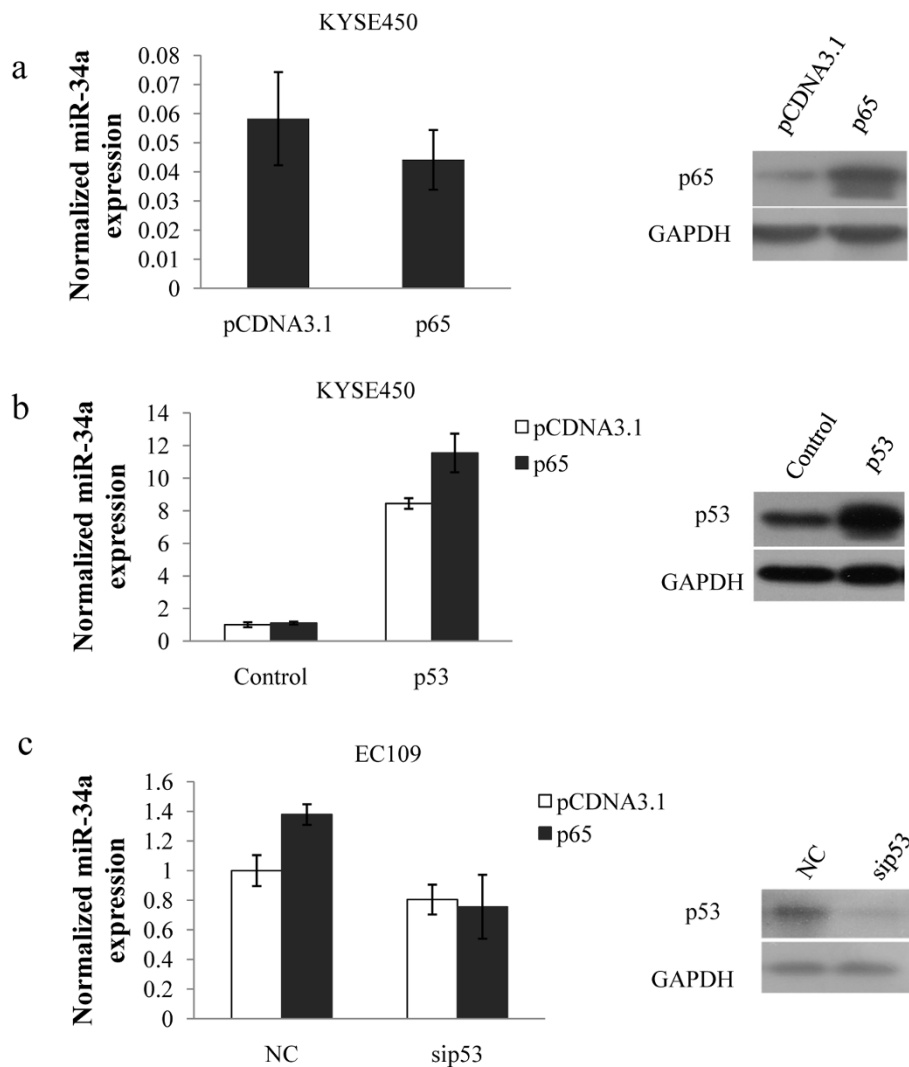 a
KYSE450
Normalized miR-34a
expression
0.08
0.07
0.06
0.05
0.04
0.03
0.02
0.01
0
pCDNA3.1 p65
pCDNA3.1 p65
p65
GAPDH
b
KYSE450
Normalized miR-34a
expression
14
12
10
8
6
4
2
0
Control p53
pCDNA3.1
p65
Control p53
p53
GAPDH
c
EC109
Normalized miR-34a
expression
1.6
1.4
1.2
1
0.8
0.6
0.4
0.2
0
NC sip53
pCDNA3.1
p65
NC sip53
p53
GAPDH